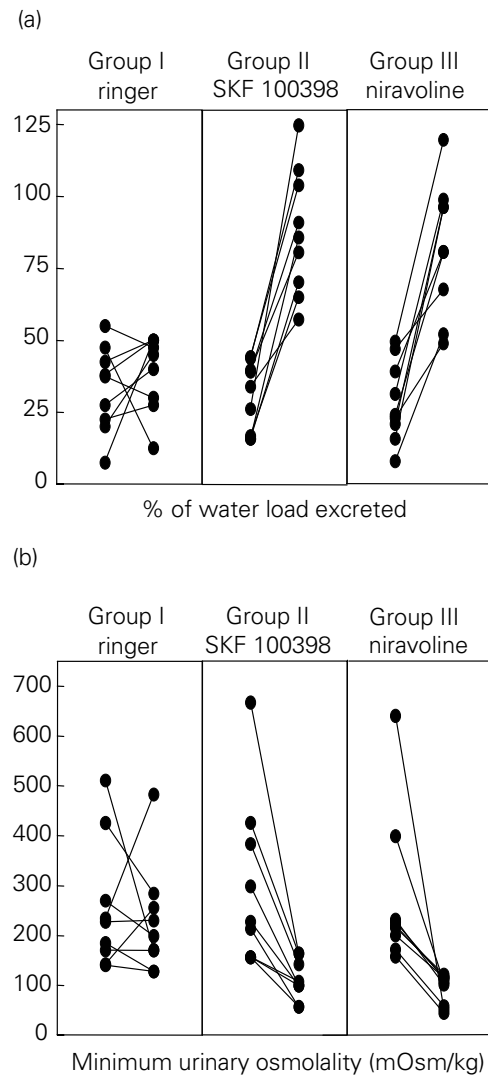 (a)
Group I
ringer
Group II
SKF 100398
Group III
niravoline
125
100
75
50
25
0
% of water load excreted
(b)
Group I
ringer
Group II
SKF 100398
Group III
niravoline
700
600
500
400
300
200
100
0
Minimum urinary osmolality (mOsm/kg)